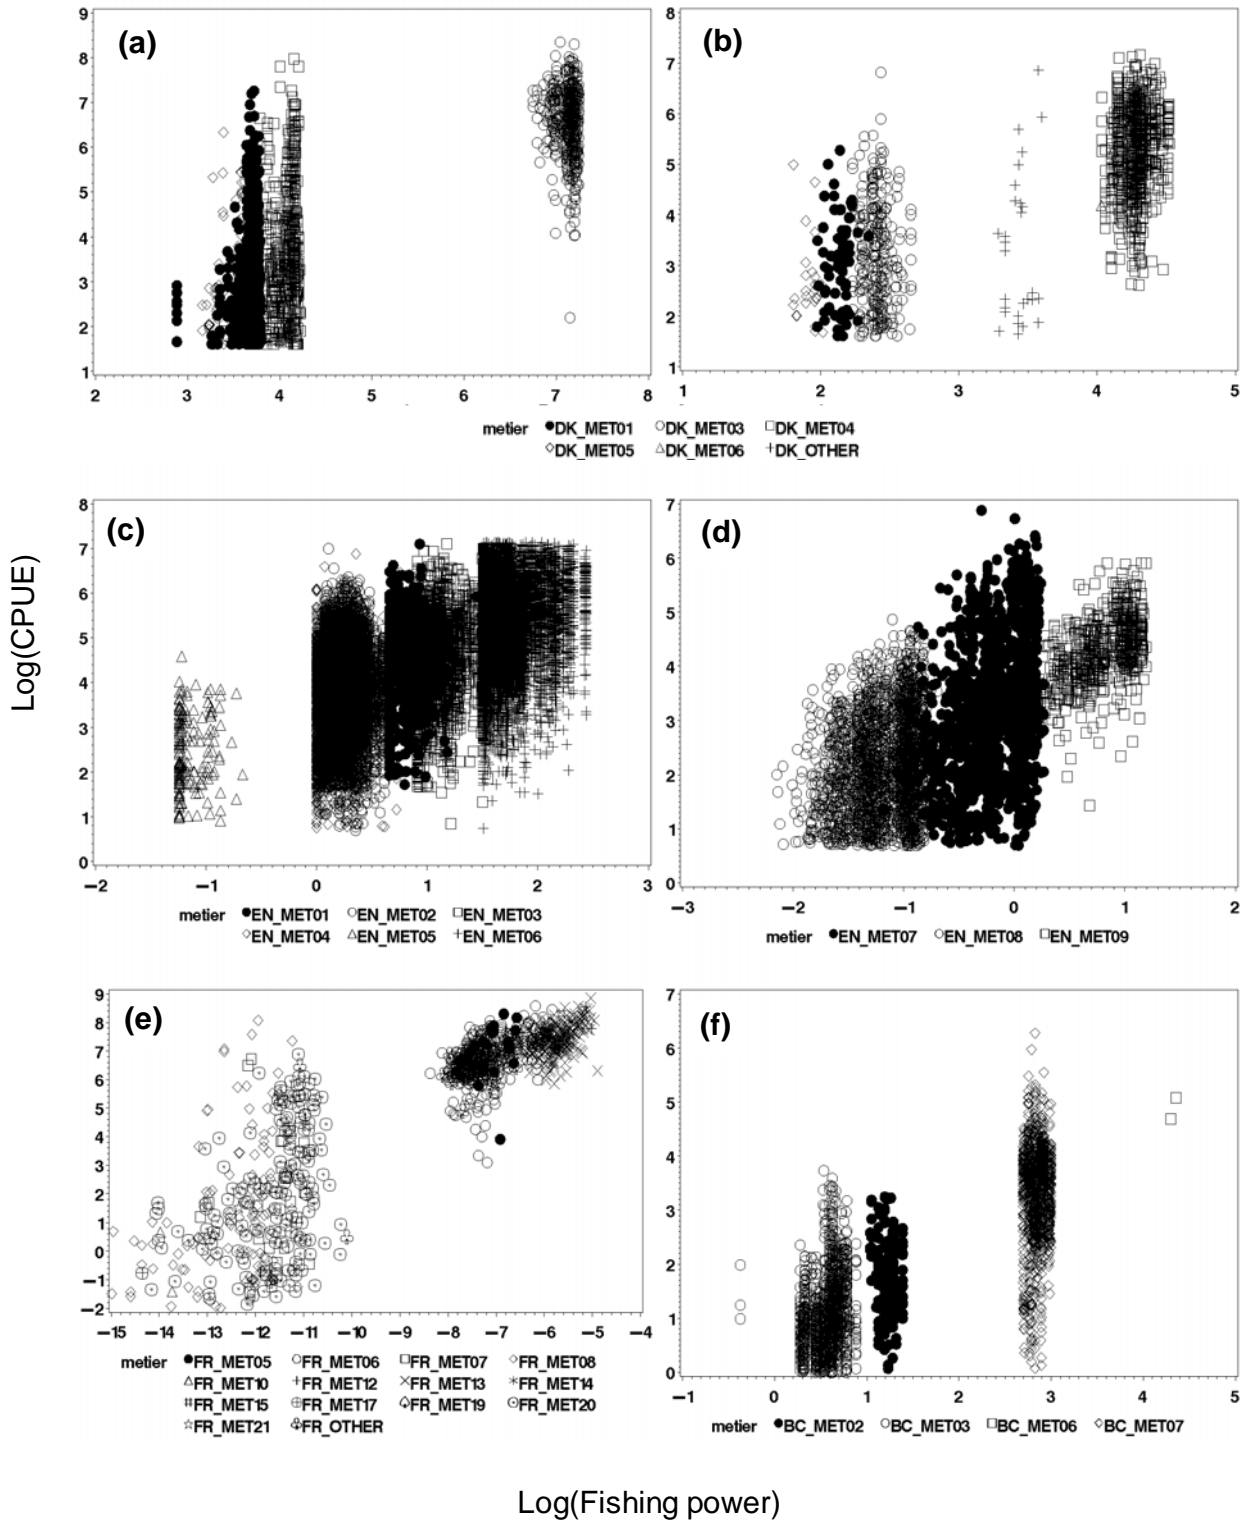 (a) (b)
9 8 7 6 5 4 3 2 1
8 7 6 5 4 3 2 1
2 3 4 5 6 7 8
1 2 3 4 5
metier DK_MET01 DK_MET03 DK_MET04
DK_MET05 DK_MET06 DK_OTHER
Log(CPUE)
(c) (d)
8 7 6 5 4 3 2 1 0
7 6 5 4 3 2 1 0
−2 −1 0 1 2 3
−3 −2 −1 0 1 2
metier EN_MET01 EN_MET02 EN_MET03
EN_MET04 EN_MET05 EN_MET06
metier EN_MET07 EN_MET08 EN_MET09
(e) (f)
9 8 7 6 5 4 3 2 1 0 −1 −2
7 6 5 4 3 2 1 0
−15 −14 −13 −12 −11 −10 −9 −8 −7 −6 −5 −4
−1 0 1 2 3 4 5
metier FR_MET05 FR_MET06 FR_MET07 FR_MET08
FR_MET10 FR_MET12 FR_MET13 FR_MET14
FR_MET15 FR_MET17 FR_MET19 FR_MET20
FR_MET21 FR_OTHER
metier BC_MET02 BC_MET03 BC_MET06 BC_MET07
Log(Fishing power)